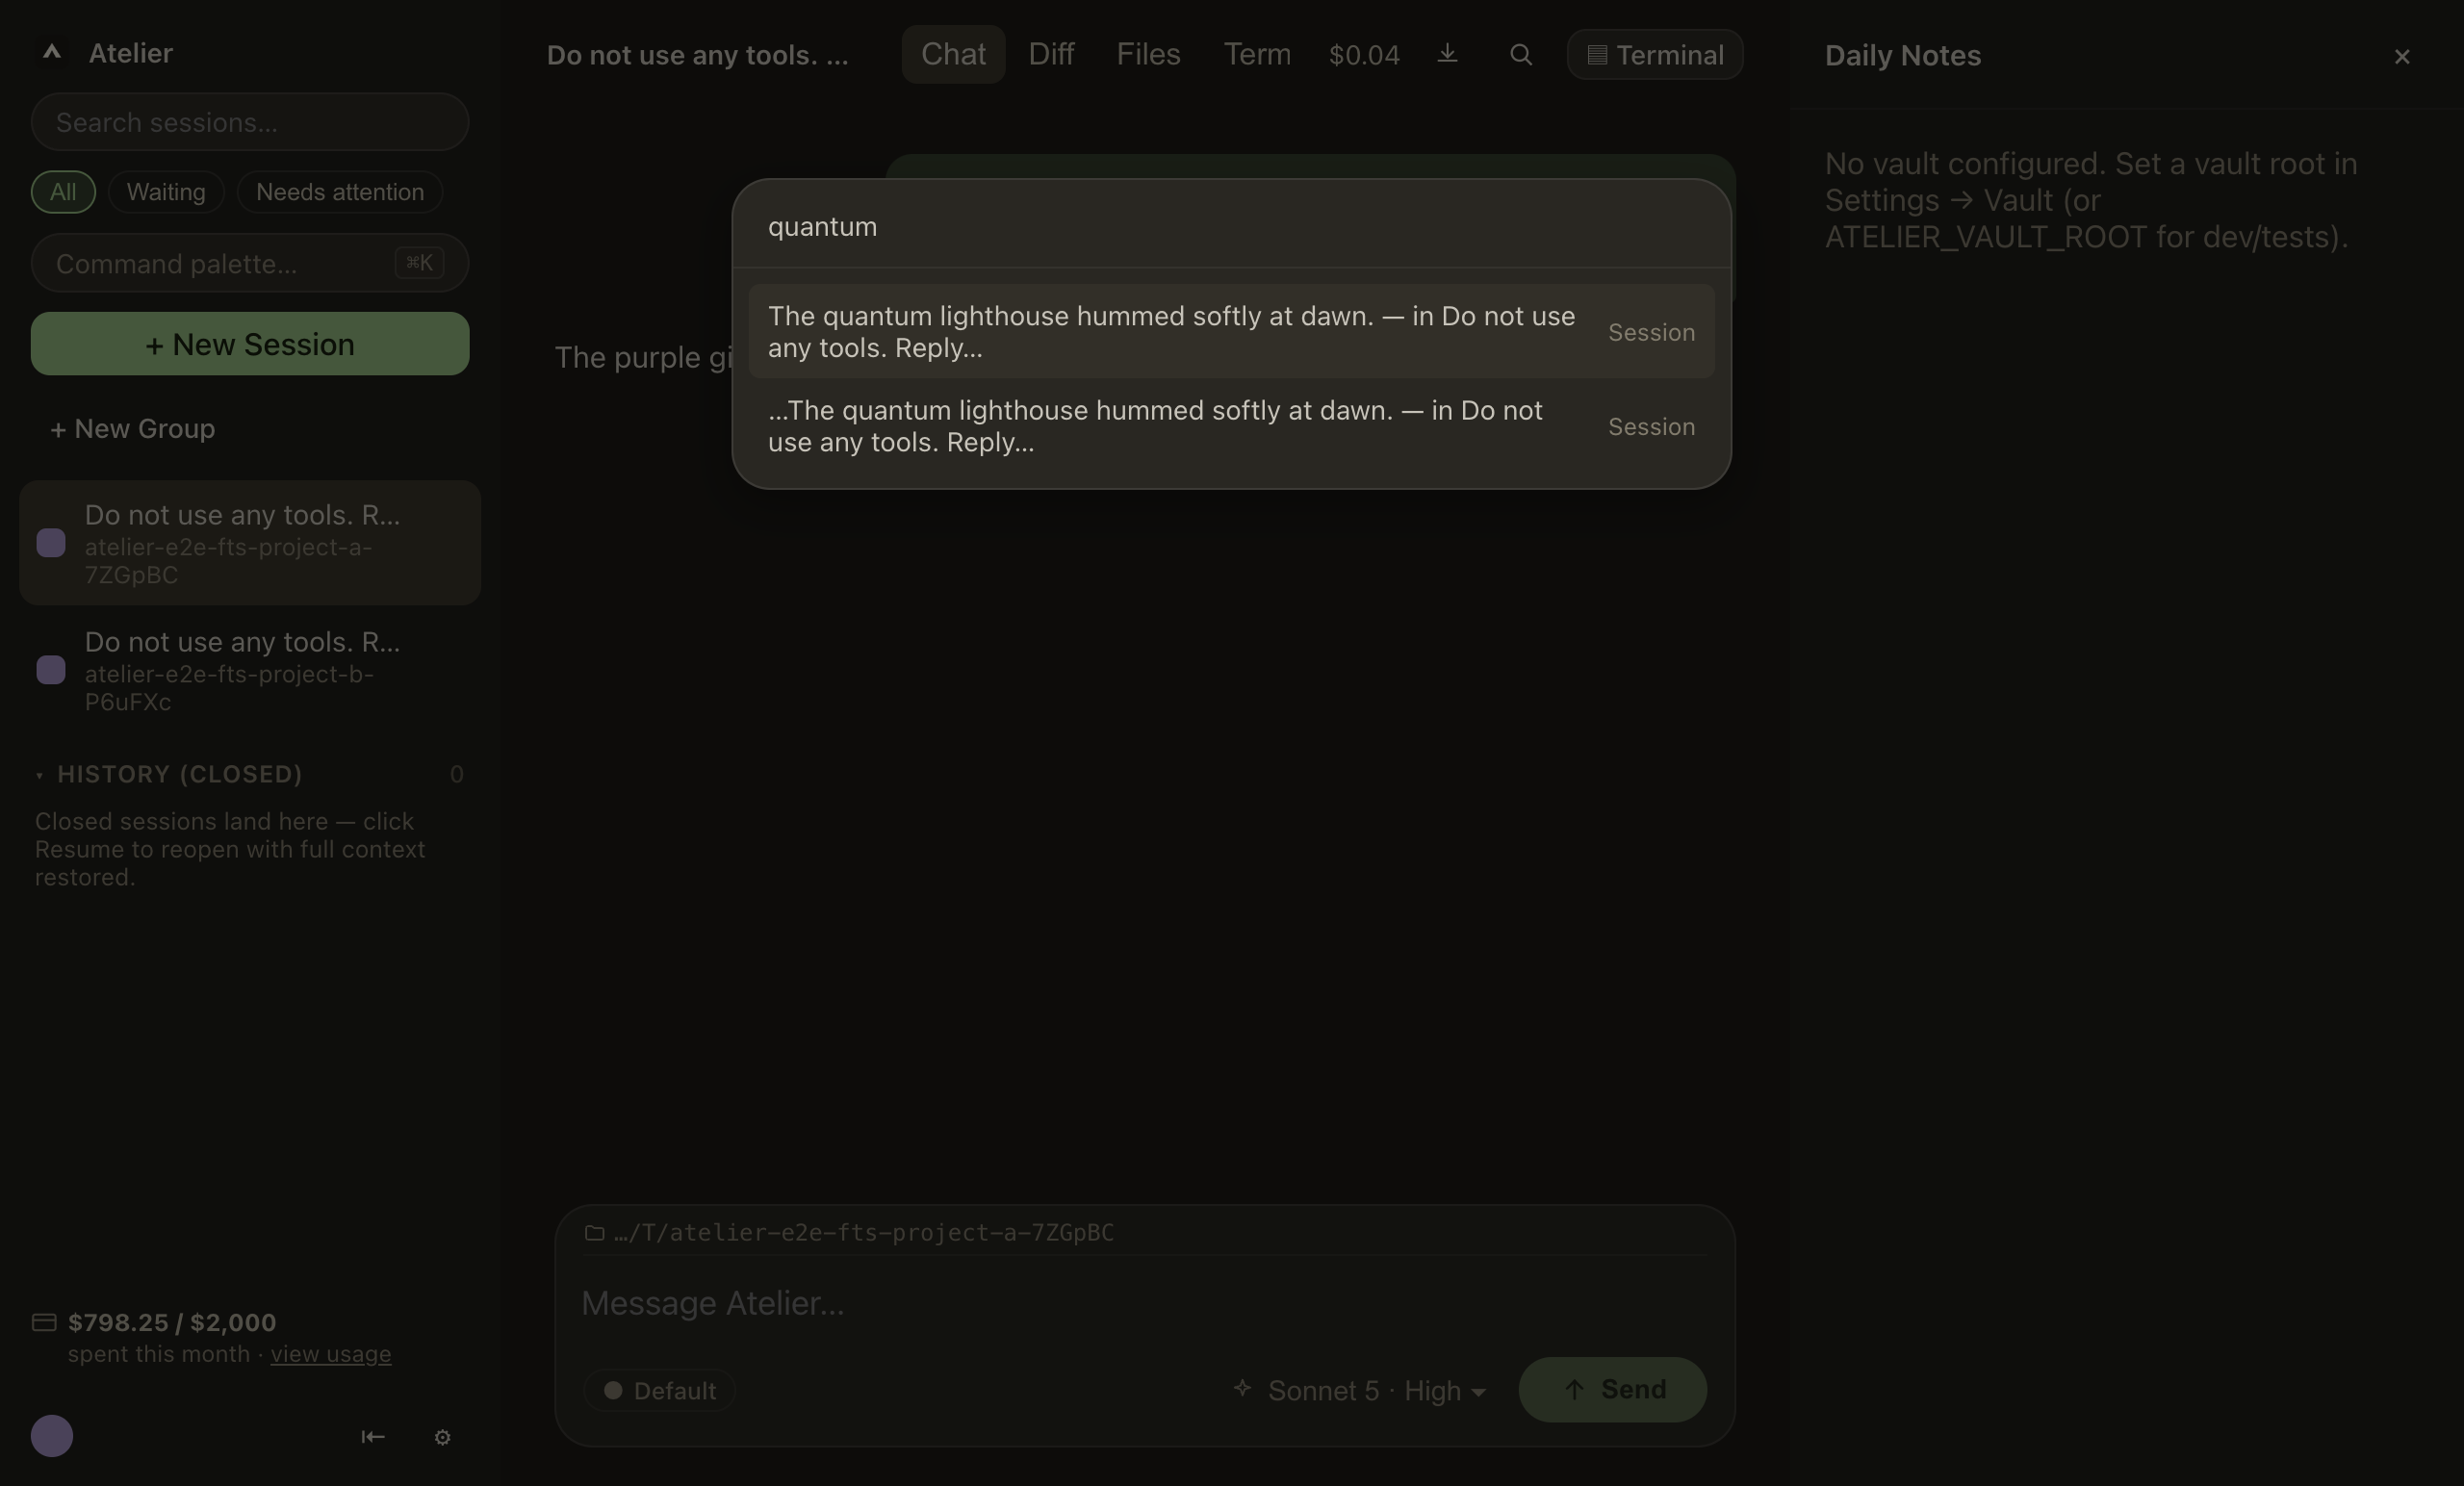 Atelier
Search sessions...
All
Waiting
Needs attention
Command palette...
⌘K
+ New Session
+ New Group
Do not use any tools. R...
atelier-e2e-fts-project-a-
7ZGpBC
Do not use any tools. R...
atelier-e2e-fts-project-b-
P6uFXc
HISTORY (CLOSED)
0
Closed sessions land here — click
Resume to reopen with full context
restored.
$798.25 / $2,000
spent this month · view usage
Do not use any tools. ...
Chat
Diff
Files
Term
$0.04
Terminal
quantum
The quantum lighthouse hummed softly at dawn. — in Do not use
any tools. Reply...
Session
...The quantum lighthouse hummed softly at dawn. — in Do not
use any tools. Reply...
Session
The purple gi
…/T/atelier-e2e-fts-project-a-7ZGpBC
Message Atelier...
Default
Sonnet 5 · High
Send
Daily Notes
No vault configured. Set a vault root in
Settings → Vault (or
ATELIER_VAULT_ROOT for dev/tests).